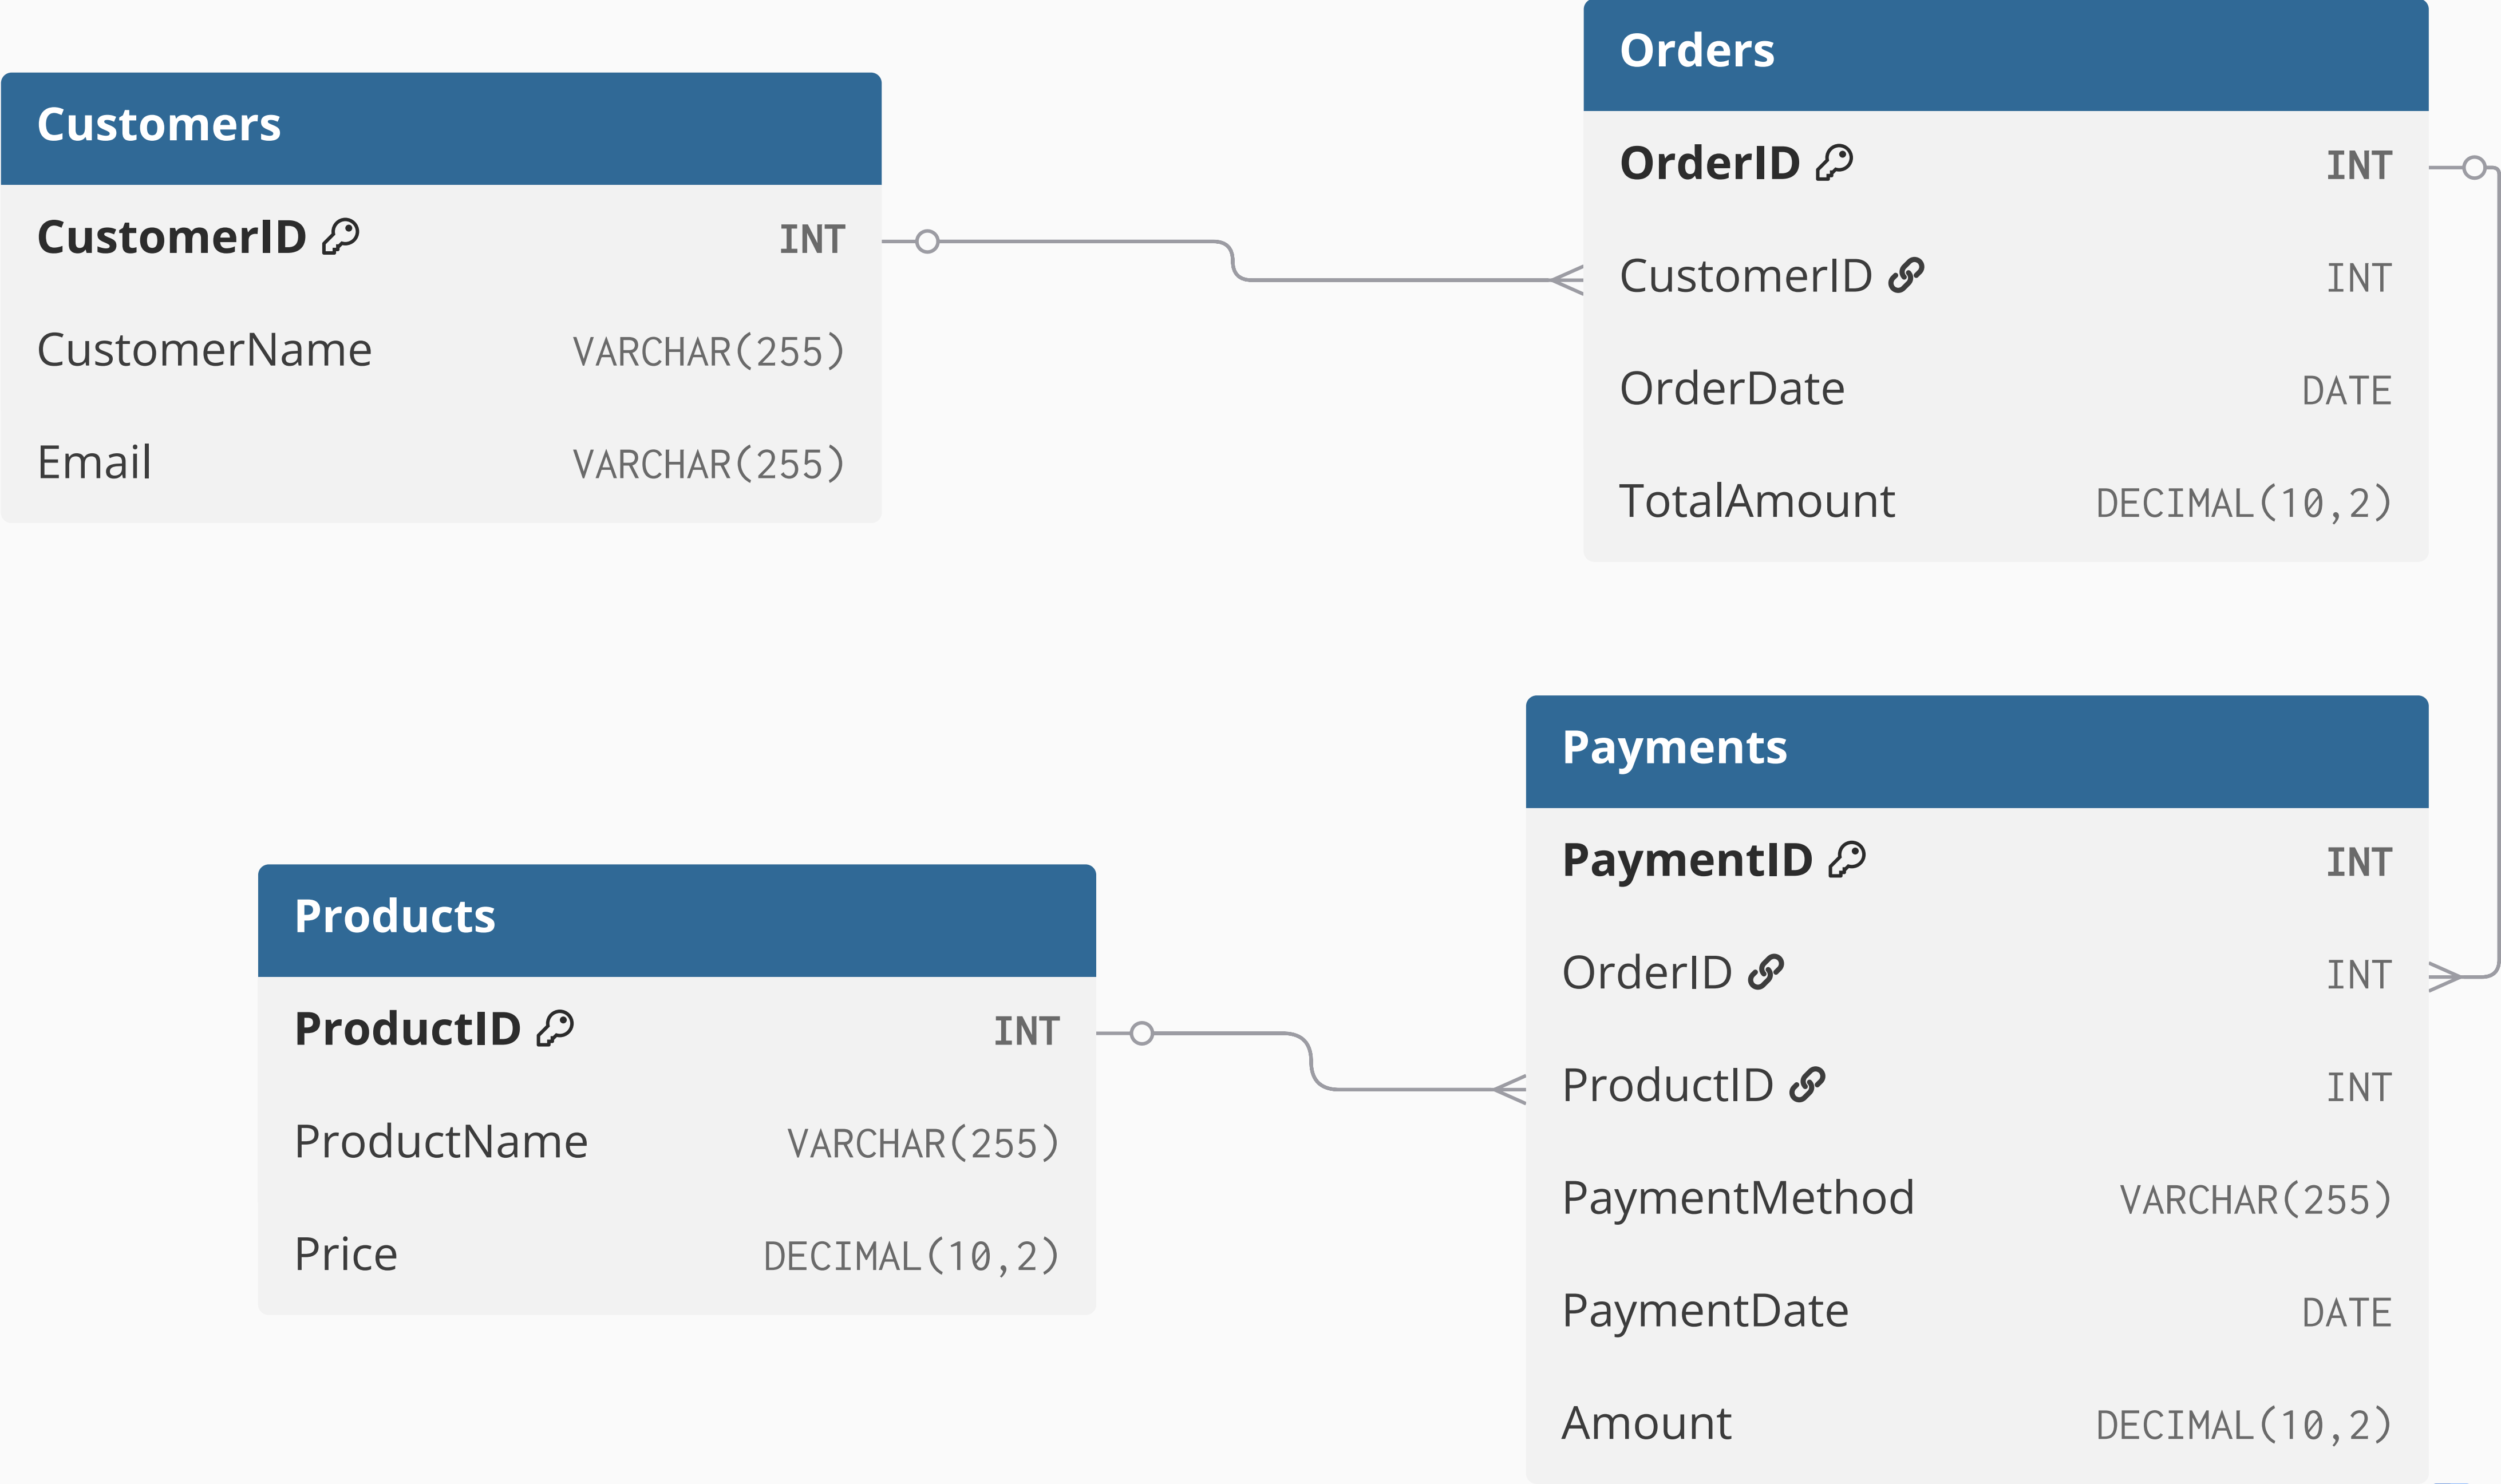 Customers
CustomerID INT
CustomerName VARCHAR(255)
Email VARCHAR(255)
Orders
OrderID INT
CustomerID INT
OrderDate DATE
TotalAmount DECIMAL(10,2)
Products
ProductID INT
ProductName VARCHAR(255)
Price DECIMAL(10,2)
Payments
PaymentID INT
OrderID INT
ProductID INT
PaymentMethod VARCHAR(255)
PaymentDate DATE
Amount DECIMAL(10,2)